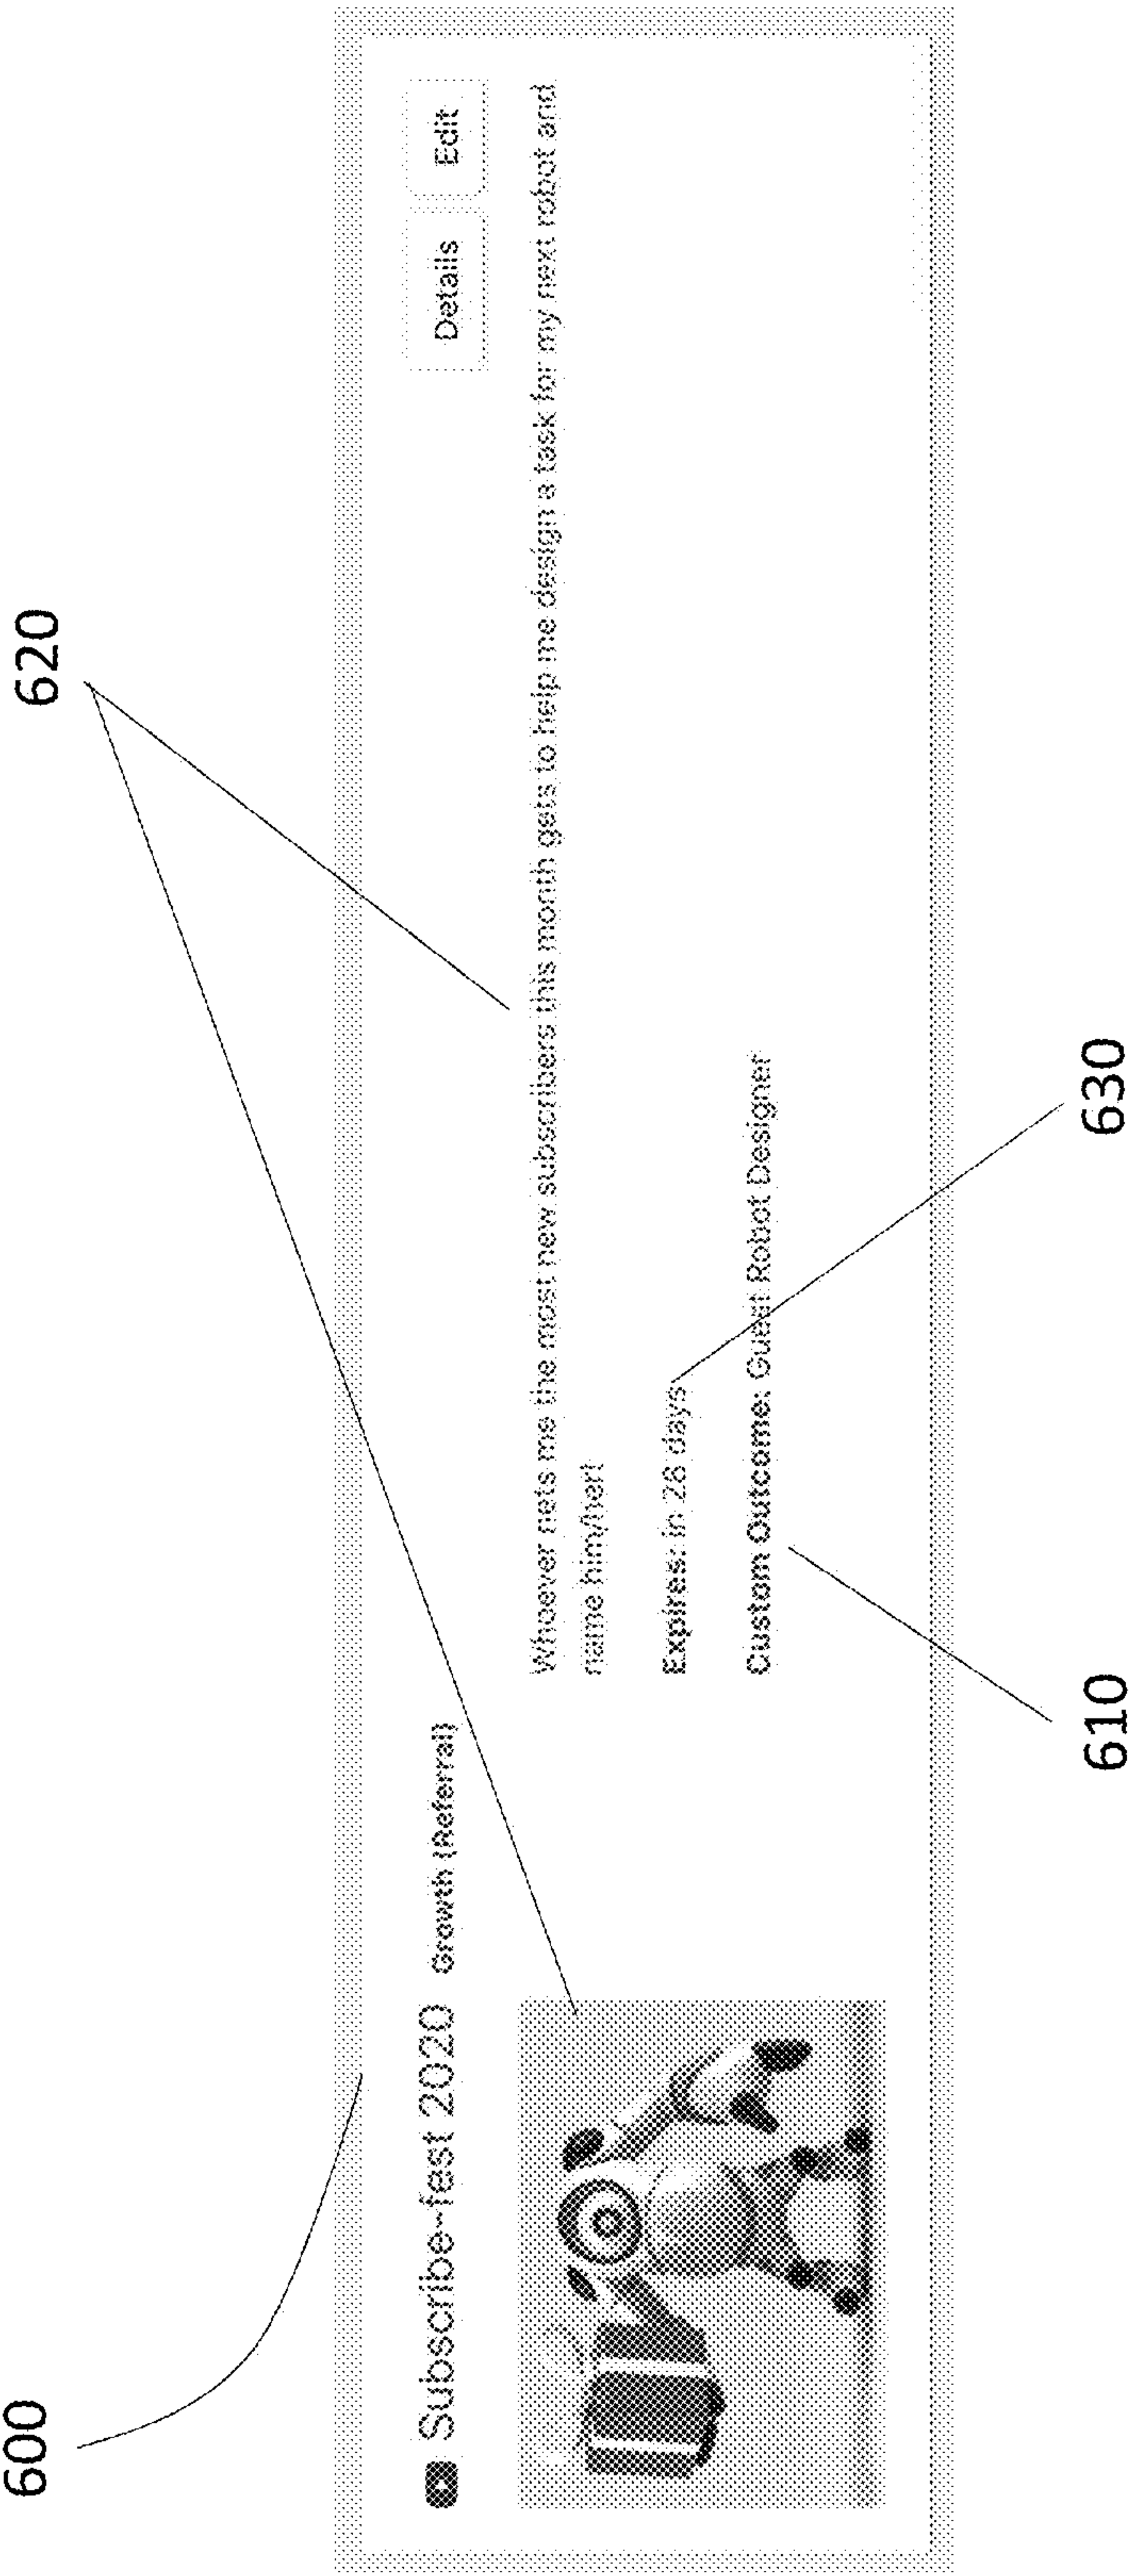 600
620
Subscribe-fest 2020 Growth (Referral)
Details Edit
Whoever nets me the most new subscribers this month gets to help me design a task for my next robot and
name him/her!
Expires: in 28 days
Custom Outcome: Guest Robot Designer
610
630